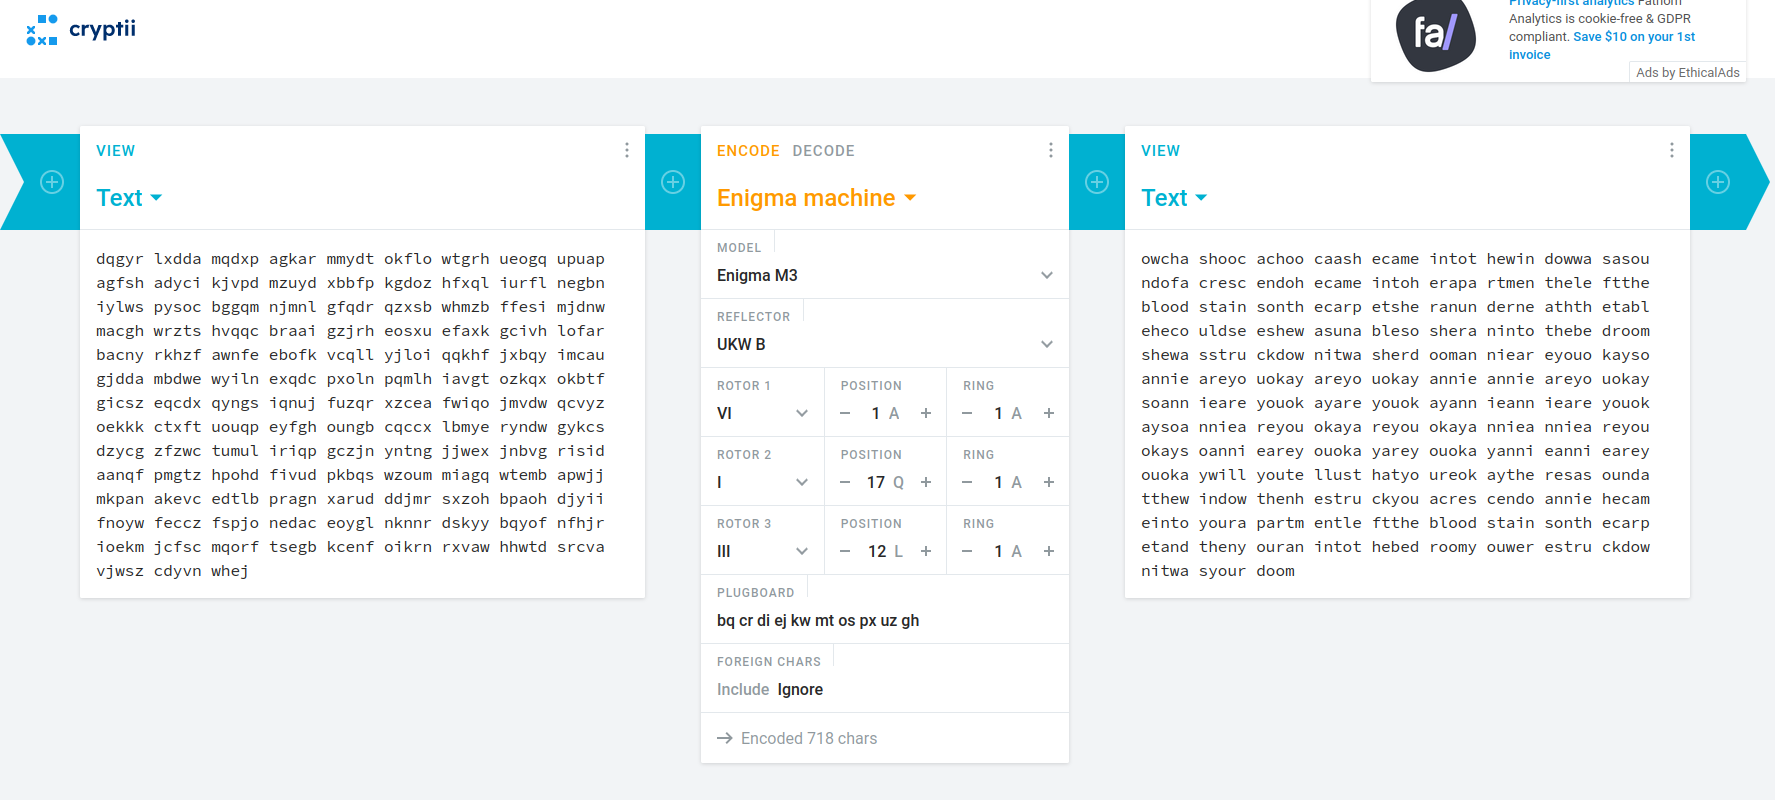 cryptii
Privacy-first analytics Fathom
Analytics is cookie-free & GDPR
compliant. Save $10 on your 1st
invoice
fa/
Ads by EthicalAds
VIEW
Text
dqgyr lxdda mqdxp agkar mmydt okflo wtgrh ueogq upuap
agfsh adyci kjvpd mzuyd xbbfp kgdoz hfxql iurfl negbn
iylws pysoc bggqm njmnl gfqdr qzxsb whmzb ffesi mjdnw
macgh wrzts hvqqc braai gzjrh eosxu efaxk gcivh lofar
bacny rkhzf awnfe ebofk vcqll yjloi qqkhf jxbqy imcau
gjdda mbdwe wyiln exqdc pxoln pqmlh iavgt ozkqx okbtf
gicsz eqcdx qyngs iqnuj fuzqr xzcea fwiqo jmvdw qcvyz
oekkk ctxft uouqp eyfgh oungb cqccx lbmye ryndw gykcs
dzycg zfzwc tumul iriqp gczjn yntng jjwex jnbvg risid
aanqf pmgtz hpohd fivud pkbqs wzoum miagq wtemb apwjj
mkpan akevc edtlb pragn xarud ddjmr sxzoh bpaoh djyii
fnoyw feccz fspjo nedac eoygl nknnr dskyy bqyof nfhjr
ioekm jcfsc mqorf tsegb kcenf oikrn rxvaw hhwtd srcva
vjwsz cdyvn whej
ENCODE DECODE
Enigma machine
MODEL
Enigma M3
REFLECTOR
UKW B
ROTOR 1 POSITION RING
VI − 1 A + − 1 A +
ROTOR 2 POSITION RING
I − 17 Q + − 1 A +
ROTOR 3 POSITION RING
III − 12 L + − 1 A +
PLUGBOARD
bq cr di ej kw mt os px uz gh
FOREIGN CHARS
Include Ignore
→ Encoded 718 chars
VIEW
Text
owcha shooc achoo caash ecame intot hewin dowwa sasou
ndofa cresc endoh ecame intoh erapa rtmen thele ftthe
blood stain sonth ecarp etshe ranun derne athth etabl
eheco uldse eshew asuna bleso shera ninto thebe droom
shewa sstru ckdow nitwa sherd ooman niear eyouo kayso
annie areyo uokay areyo uokay annie annie areyo uokay
soann ieare youok ayare youok ayann ieann ieare youok
aysoa nniea reyou okaya reyou okaya nniea nniea reyou
okays oanni earey ouoka yarey ouoka yanni eanni earey
ouoka ywill youte llust hatyo ureok aythe resas ounda
tthew indow thenh estru ckyou acres cendo annie hecam
einto youra partm entle ftthe blood stain sonth ecarp
etand theny ouran intot hebed roomy ouwer estru ckdow
nitwa syour doom